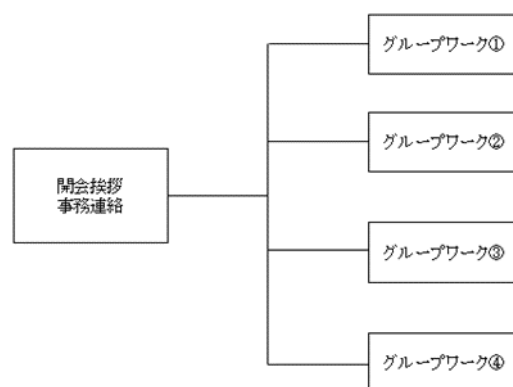 グループワーク①
グループワーク②
開会挨拶
事務連絡
グループワーク③
グループワーク④